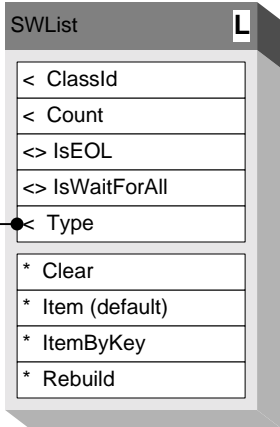 SWList L
< ClassId
< Count
<> IsEOL
<> IsWaitForAll
< Type
* Clear
* Item (default)
* ItemByKey
* Rebuild